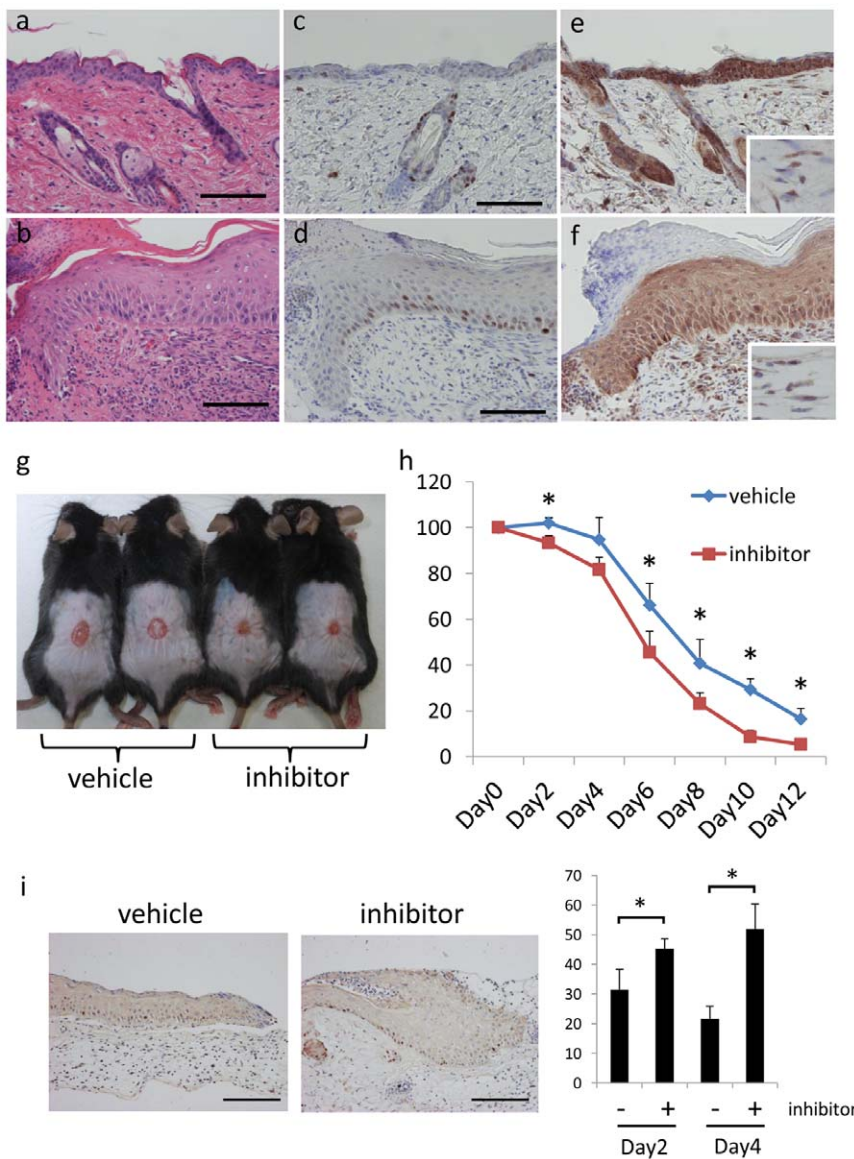 a
c
e
b
d
f
g
h
vehicle
inhibitor
120
100
80
60
40
20
0
*
*
*
*
*
vehicle
inhibitor
Day0
Day2
Day4
Day6
Day8
Day10
Day12
i
vehicle
inhibitor
70
60
50
40
30
20
10
0
*
*
- + - + inhibitor
Day2 Day4